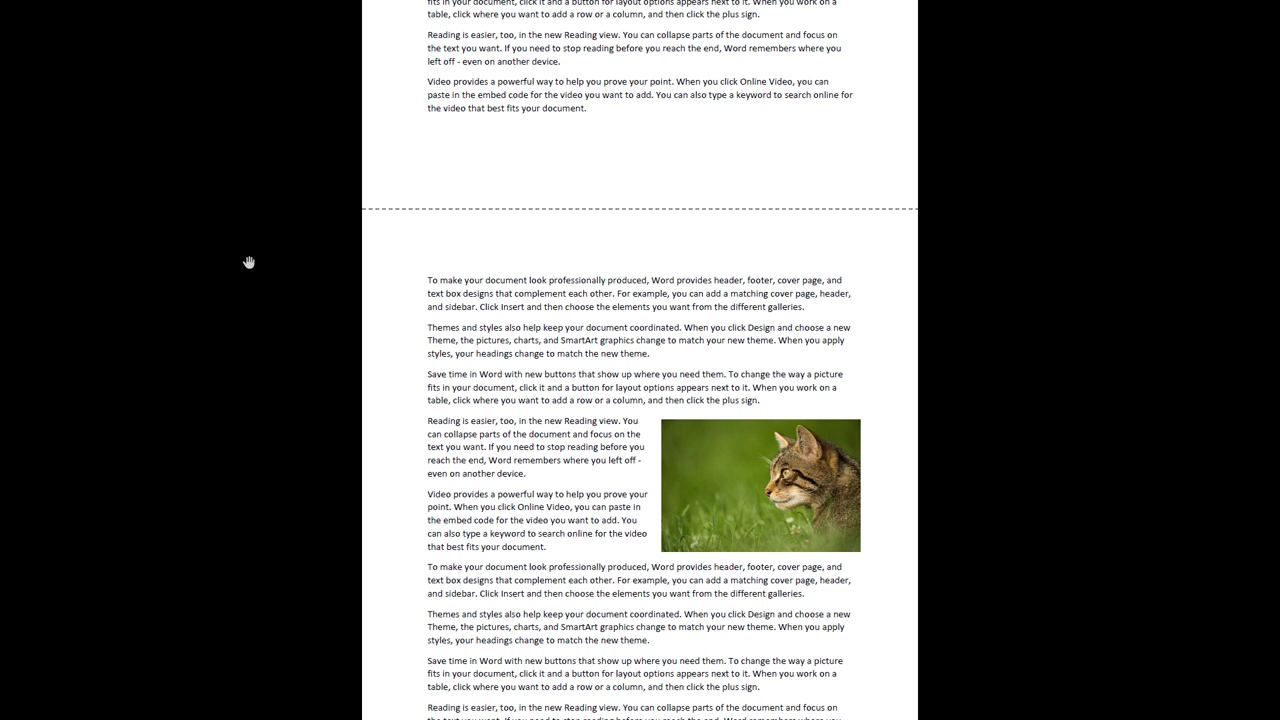 fits in your document, click it and a button for layout options appears next to it. When you work on a
table, click where you want to add a row or a column, and then click the plus sign.
Reading is easier, too, in the new Reading view. You can collapse parts of the document and focus on
the text you want. If you need to stop reading before you reach the end, Word remembers where you
left off - even on another device.
Video provides a powerful way to help you prove your point. When you click Online Video, you can
paste in the embed code for the video you want to add. You can also type a keyword to search online for
the video that best fits your document.
To make your document look professionally produced, Word provides header, footer, cover page, and
text box designs that complement each other. For example, you can add a matching cover page, header,
and sidebar. Click Insert and then choose the elements you want from the different galleries.
Themes and styles also help keep your document coordinated. When you click Design and choose a new
Theme, the pictures, charts, and SmartArt graphics change to match your new theme. When you apply
styles, your headings change to match the new theme.
Save time in Word with new buttons that show up where you need them. To change the way a picture
fits in your document, click it and a button for layout options appears next to it. When you work on a
table, click where you want to add a row or a column, and then click the plus sign.
Reading is easier, too, in the new Reading view. You
can collapse parts of the document and focus on the
text you want. If you need to stop reading before you
reach the end, Word remembers where you left off -
even on another device.
Video provides a powerful way to help you prove your
point. When you click Online Video, you can paste in
the embed code for the video you want to add. You
can also type a keyword to search online for the video
that best fits your document.
To make your document look professionally produced, Word provides header, footer, cover page, and
text box designs that complement each other. For example, you can add a matching cover page, header,
and sidebar. Click Insert and then choose the elements you want from the different galleries.
Themes and styles also help keep your document coordinated. When you click Design and choose a new
Theme, the pictures, charts, and SmartArt graphics change to match your new theme. When you apply
styles, your headings change to match the new theme.
Save time in Word with new buttons that show up where you need them. To change the way a picture
fits in your document, click it and a button for layout options appears next to it. When you work on a
table, click where you want to add a row or a column, and then click the plus sign.
Reading is easier, too, in the new Reading view. You can collapse parts of the document and focus on